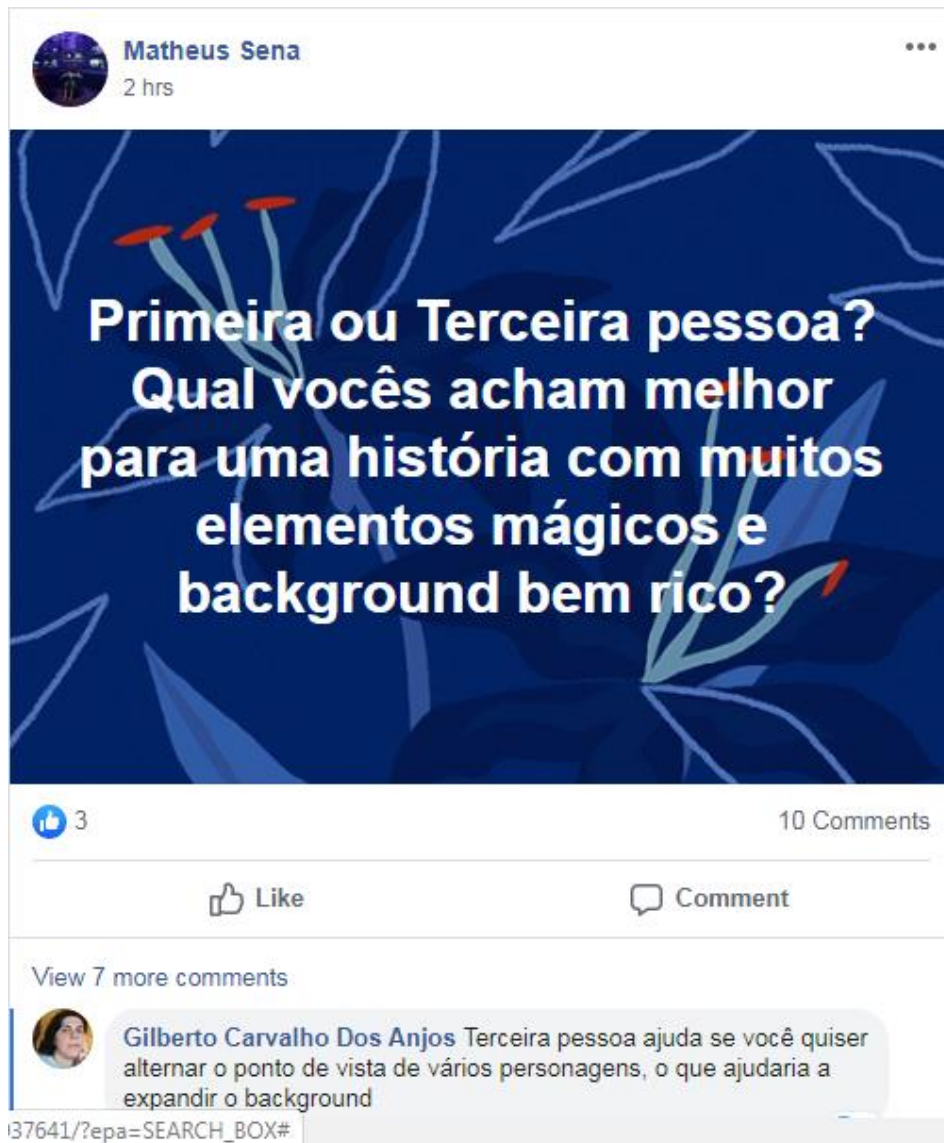 Matheus Sena
2 hrs
Primeira ou Terceira pessoa?
Qual vocês acham melhor
para uma história com muitos
elementos mágicos e
background bem rico?
3
10 Comments
Like
Comment
View 7 more comments
Gilberto Carvalho Dos Anjos Terceira pessoa ajuda se você quiser
alternar o ponto de vista de vários personagens, o que ajudaria a
expandir o background
37641/?epa=SEARCH_BOX#